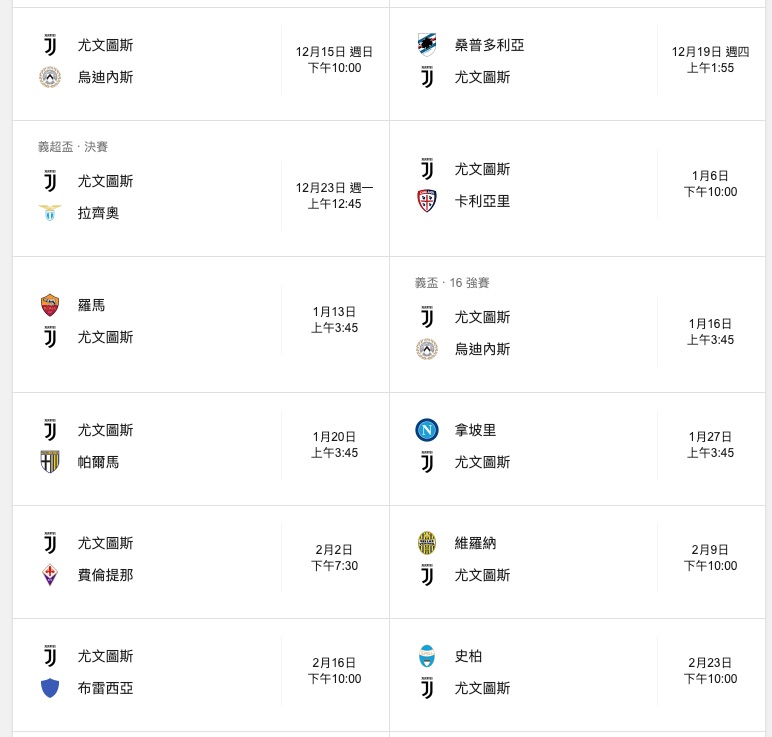 尤文圖斯
烏迪內斯
12月15日 週日
下午10:00
桑普多利亞
尤文圖斯
12月19日 週四
上午1:55
義超盃 · 決賽
尤文圖斯
拉齊奧
12月23日 週一
上午12:45
尤文圖斯
卡利亞里
1月6日
下午10:00
羅馬
尤文圖斯
1月13日
上午3:45
義盃 · 16 強賽
尤文圖斯
烏迪內斯
1月16日
上午3:45
尤文圖斯
帕爾馬
1月20日
上午3:45
拿坡里
尤文圖斯
1月27日
上午3:45
尤文圖斯
費倫提那
2月2日
下午7:30
維羅納
尤文圖斯
2月9日
下午10:00
尤文圖斯
布雷西亞
2月16日
下午10:00
史柏
尤文圖斯
2月23日
下午10:00